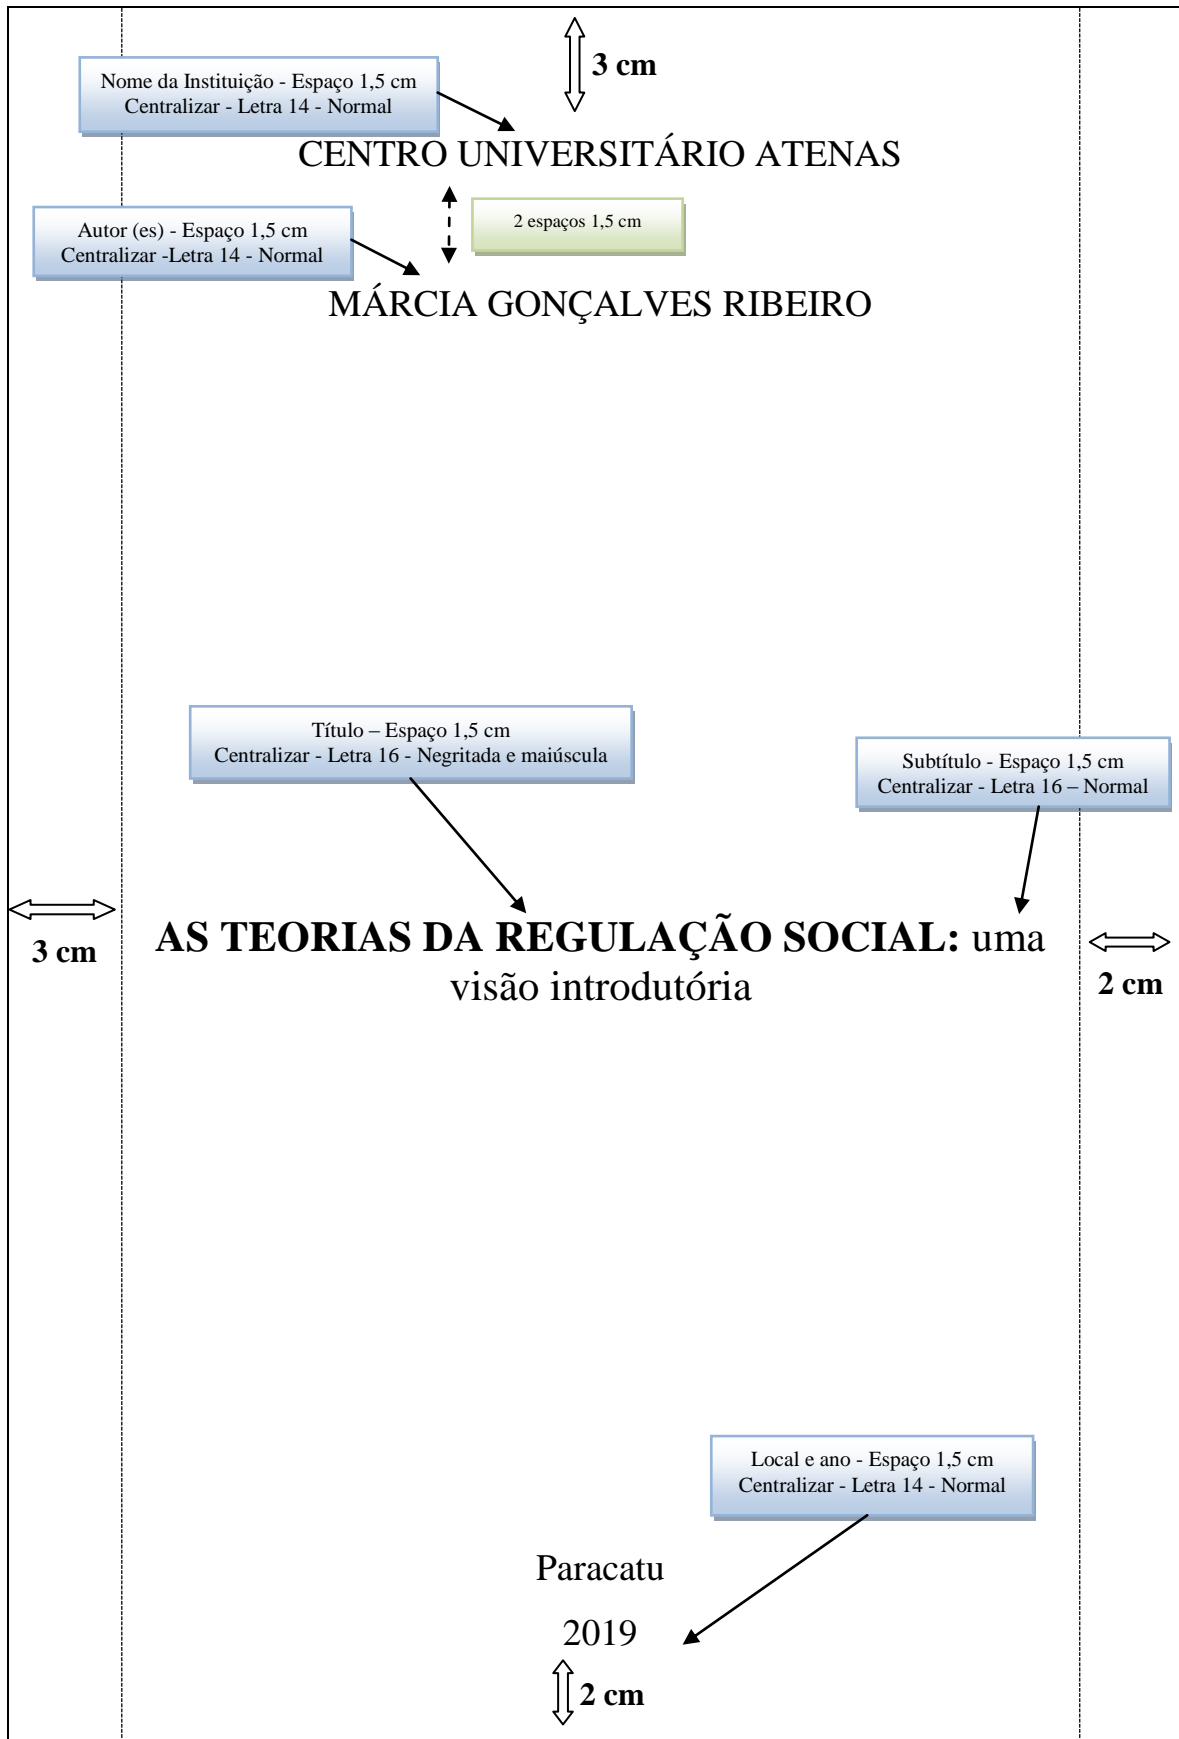 3 cm
Nome da Instituição - Espaço 1,5 cm
Centralizar - Letra 14 - Normal
CENTRO UNIVERSITÁRIO ATENAS
2 espaços 1,5 cm
Autor (es) - Espaço 1,5 cm
Centralizar -Letra 14 - Normal
MÁRCIA GONÇALVES RIBEIRO
Título – Espaço 1,5 cm
Centralizar - Letra 16 - Negritada e maiúscula
Subtítulo - Espaço 1,5 cm
Centralizar - Letra 16 – Normal
3 cm
AS TEORIAS DA REGULAÇÃO SOCIAL: uma
visão introdutória
2 cm
Local e ano - Espaço 1,5 cm
Centralizar - Letra 14 - Normal
Paracatu
2019
2 cm